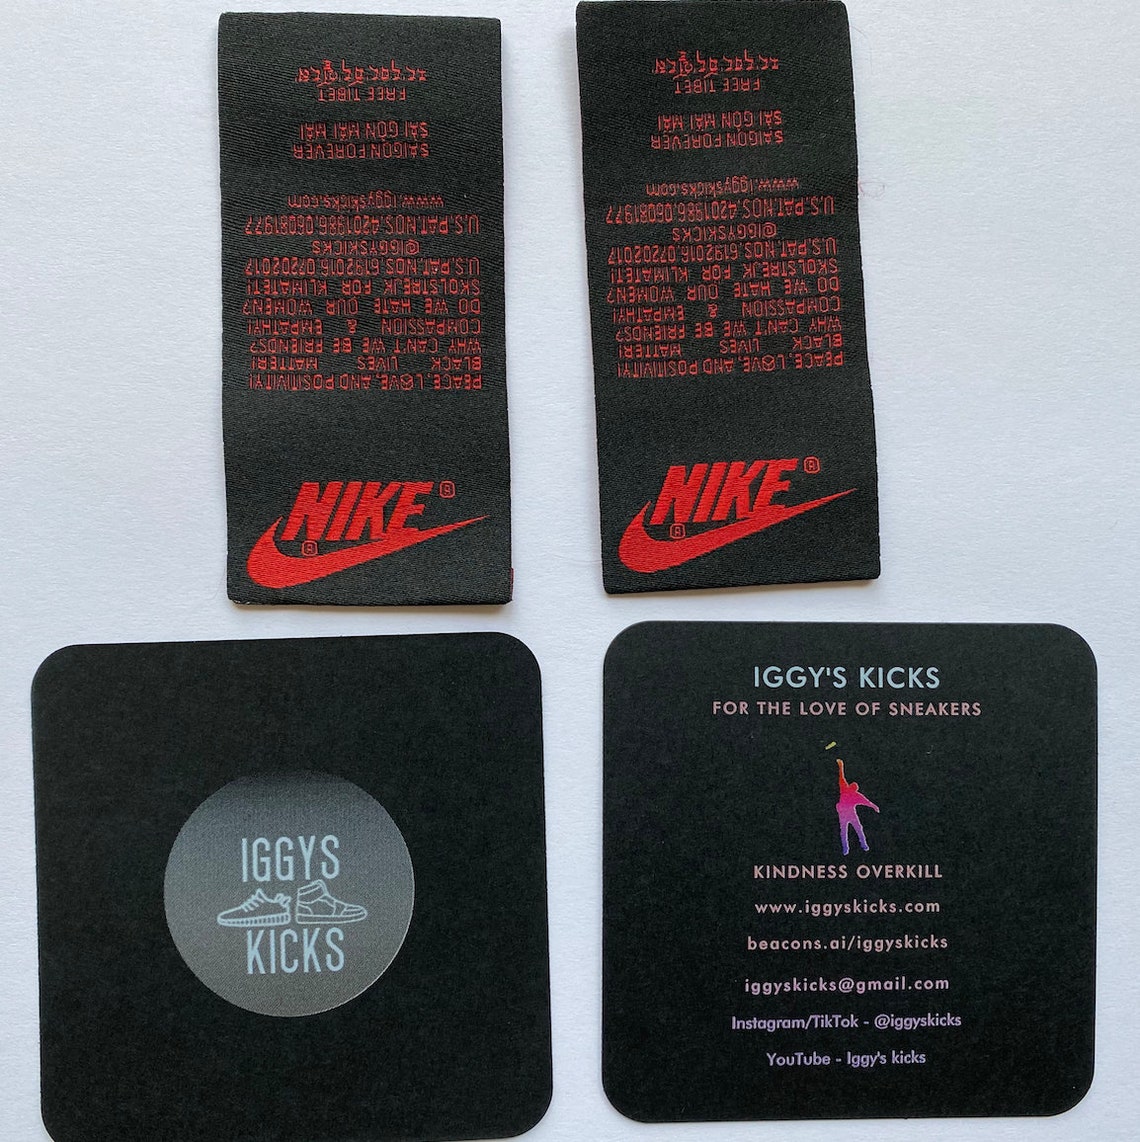 PEACE, LOVE, AND POSITIVITY!
BLACK LIVES MATTER!
WHY CAN'T WE BE FRIENDS?
COMPASSION & EMPATHY!
DO WE HATE OUR WOMEN?
SKOLSTREJK FOR KLIMATET!
U.S.PAT.NOS.6192016.07202017
@IGGYSKICKS
U.S.PAT.NOS.4201986.06081977
www.iggyskicks.com
SAIGON FOREVER
SÀI GÒN MÃI MÃI
FREE TIBET
NIKE®
®
PEACE, LOVE, AND POSITIVITY!
BLACK LIVES MATTER!
WHY CAN'T WE BE FRIENDS?
COMPASSION & EMPATHY!
DO WE HATE OUR WOMEN?
SKOLSTREJK FOR KLIMATET!
U.S.PAT.NOS.6192016.07202017
@IGGYSKICKS
U.S.PAT.NOS.4201986.06081977
www.iggyskicks.com
SAIGON FOREVER
SÀI GÒN MÃI MÃI
FREE TIBET
NIKE®
®
IGGYS
KICKS
IGGY'S KICKS
FOR THE LOVE OF SNEAKERS
KINDNESS OVERKILL
www.iggyskicks.com
beacons.ai/iggyskicks
iggyskicks@gmail.com
Instagram/TikTok - @iggyskicks
YouTube - Iggy's kicks